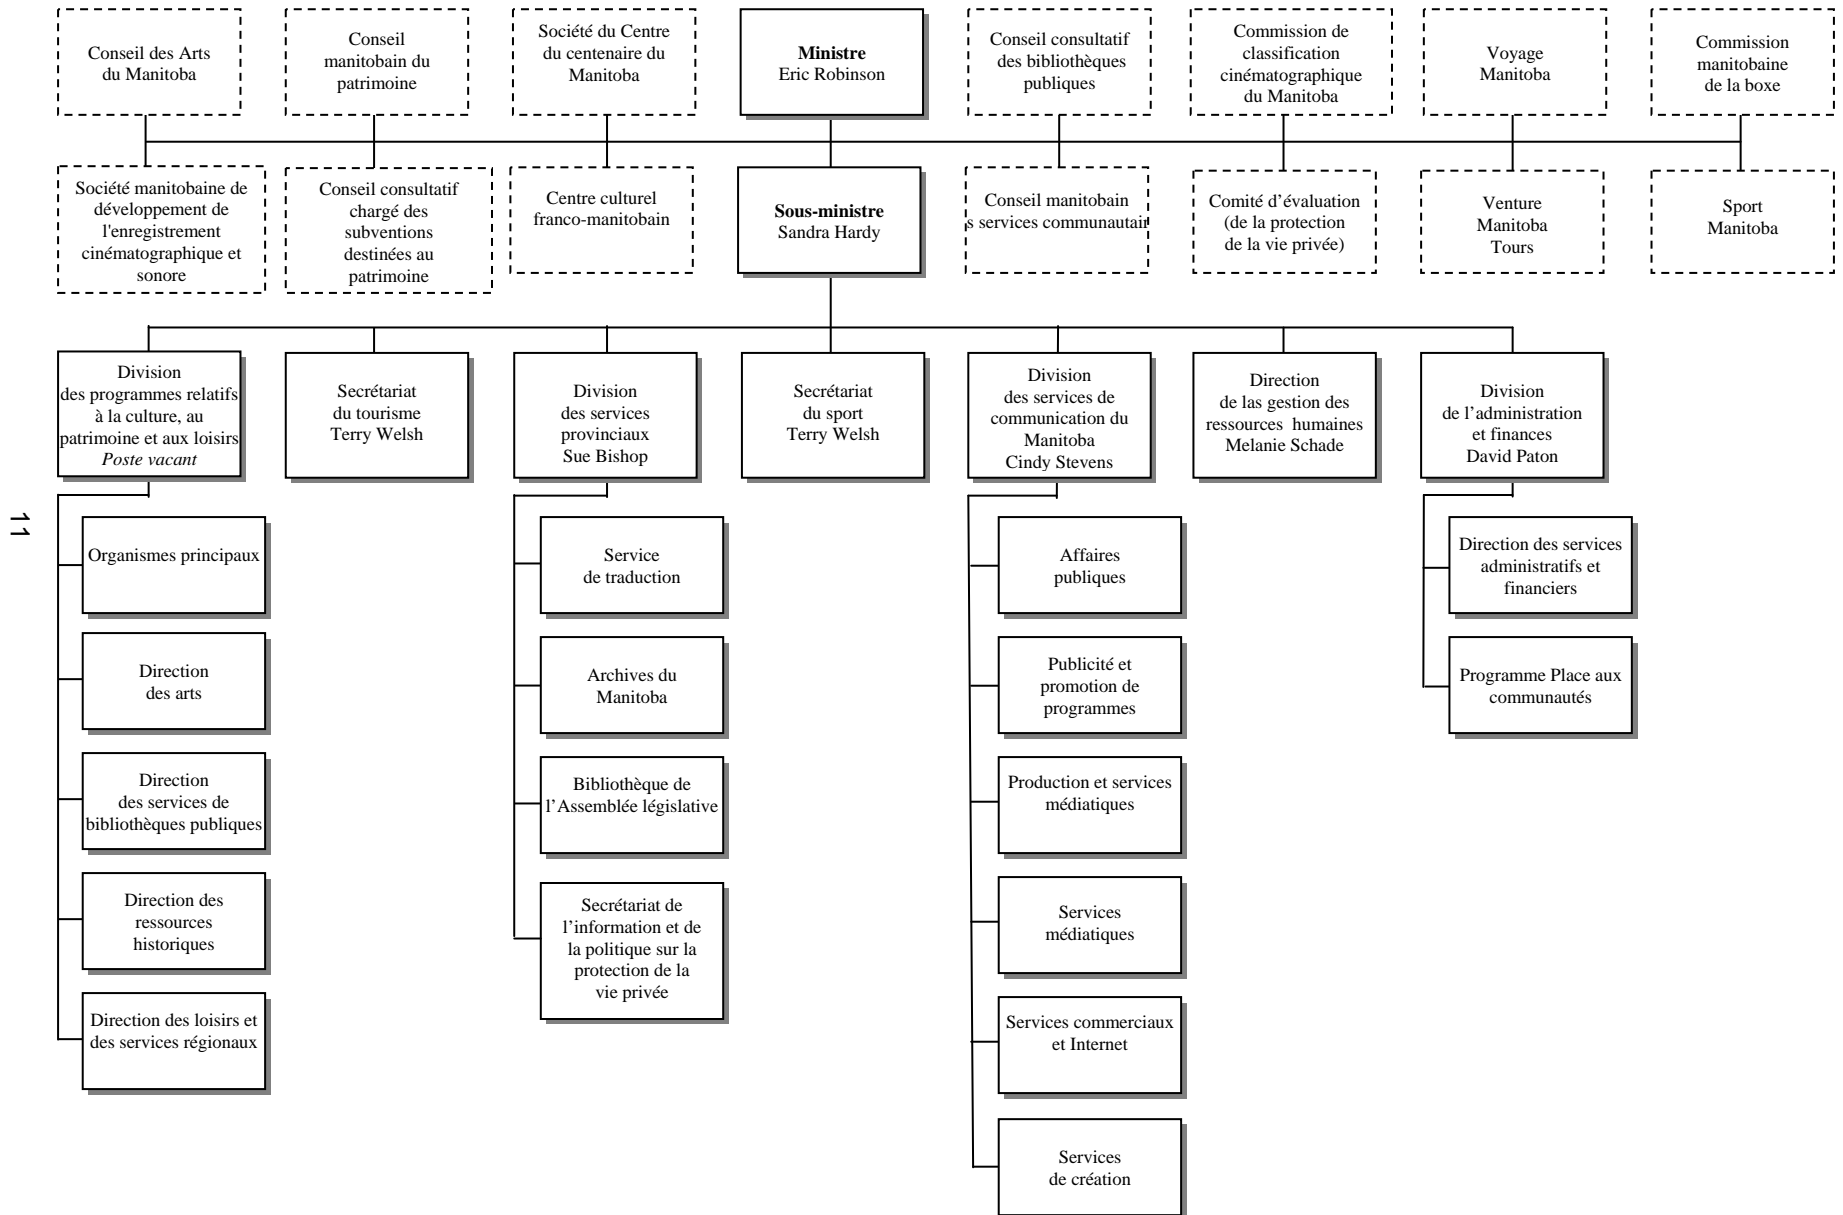 Conseil des Arts
du Manitoba
Conseil
manitobain du
patrimoine
Société du Centre
du centenaire du
Manitoba
Ministre
Eric Robinson
Conseil consultatif
des bibliothèques
publiques
Commission de
classification
cinématographique
du Manitoba
Voyage
Manitoba
Commission
manitobaine
de la boxe
Société manitobaine de
développement de
l'enregistrement
cinématographique et
sonore
Conseil consultatif
chargé des
subventions
destinées au
patrimoine
Centre culturel
franco-manitobain
Sous-ministre
Sandra Hardy
Conseil manitobain
s services communautair
Comité d’évaluation
(de la protection
de la vie privée)
Venture
Manitoba
Tours
Sport
Manitoba
Division
des programmes relatifs
à la culture, au
patrimoine et aux loisirs
Poste vacant
Secrétariat
du tourisme
Terry Welsh
Division
des services
provinciaux
Sue Bishop
Secrétariat
du sport
Terry Welsh
Division
des services de
communication du
Manitoba
Cindy Stevens
Direction
de las gestion des
ressources humaines
Melanie Schade
Division
de l’administration
et finances
David Paton
Organismes principaux
Direction
des arts
Direction
des services de
bibliothèques publiques
Direction des
ressources
historiques
Direction des loisirs et
des services régionaux
Service
de traduction
Archives du
Manitoba
Bibliothèque de
l’Assemblée législative
Secrétariat de
l’information et de
la politique sur la
protection de la
vie privée
Affaires
publiques
Publicité et
promotion de
programmes
Production et services
médiatiques
Services
médiatiques
Services commerciaux
et Internet
Services
de création
Direction des services
administratifs et
financiers
Programme Place aux
communautés
11